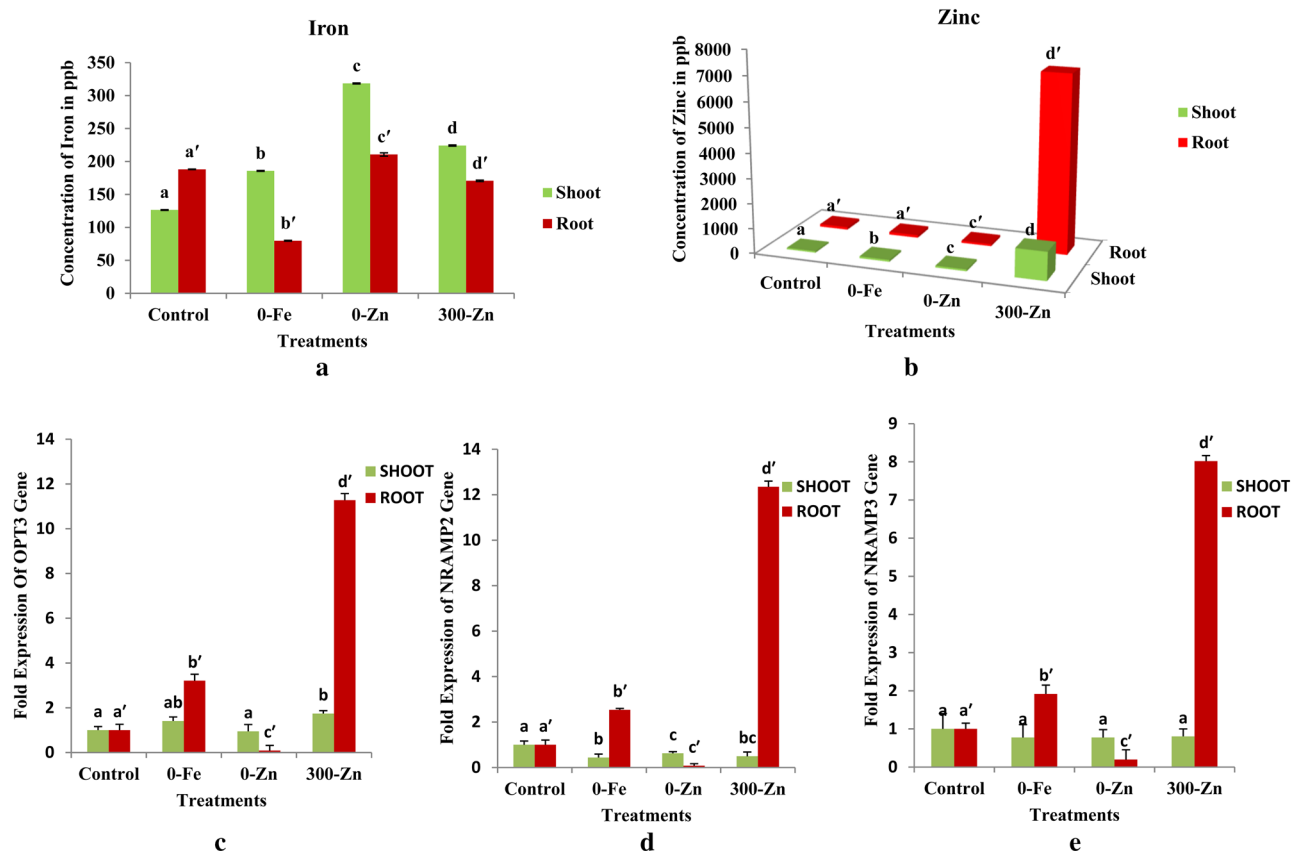 Iron
Concentration of Iron in ppb
350
300
250
200
150
100
50
0
a
a′
b
b′
c
c′
d
d′
Shoot
Root
Control
0-Fe
0-Zn
300-Zn
Treatments
a
Zinc
Concentration of Zinc in ppb
8000
7000
6000
5000
4000
3000
2000
1000
0
a′
a′
c′
d′
a
b
c
d
Shoot
Root
Root
Shoot
Control
0-Fe
0-Zn
300-Zn
Treatments
b
Fold Expression Of OPT3 Gene
14
12
10
8
6
4
2
0
a
a′
ab
b′
a
c′
b
d′
SHOOT
ROOT
Control
0-Fe
0-Zn
300-Zn
Treatments
c
Fold Expression of NRAMP2 Gene
14
12
10
8
6
4
2
0
a
a′
b
b′
c
c′
bc
d′
SHOOT
ROOT
Control
0-Fe
0-Zn
300-Zn
Treatments
d
Fold Expression of NRAMP3 Gene
9
8
7
6
5
4
3
2
1
0
a
a′
a
b′
a
c′
a
d′
SHOOT
ROOT
Control
0-Fe
0-Zn
300-Zn
Treatments
e